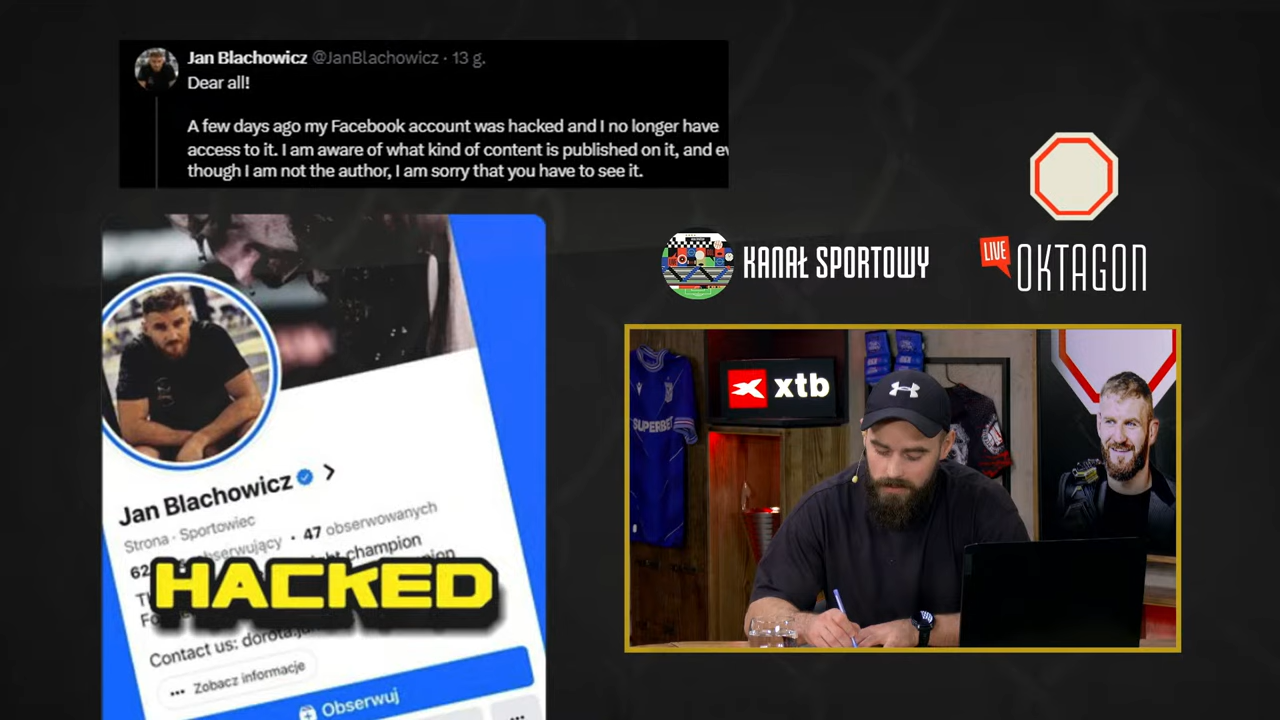 Jan Blachowicz @JanBlachowicz · 13 g.
Dear all!
A few days ago my Facebook account was hacked and I no longer have
access to it. I am aware of what kind of content is published on it, and
though I am not the author, I am sorry that you have to see it.
KANAŁ SPORTOWY
LIVE
OKTAGON
xtb
SUPERBET
Jan Blachowicz
Strona · Sportowiec
62 obserwujący · 47 obserwowanych
champion
HACKED
Contact us:
Zobacz informacje
Obserwuj